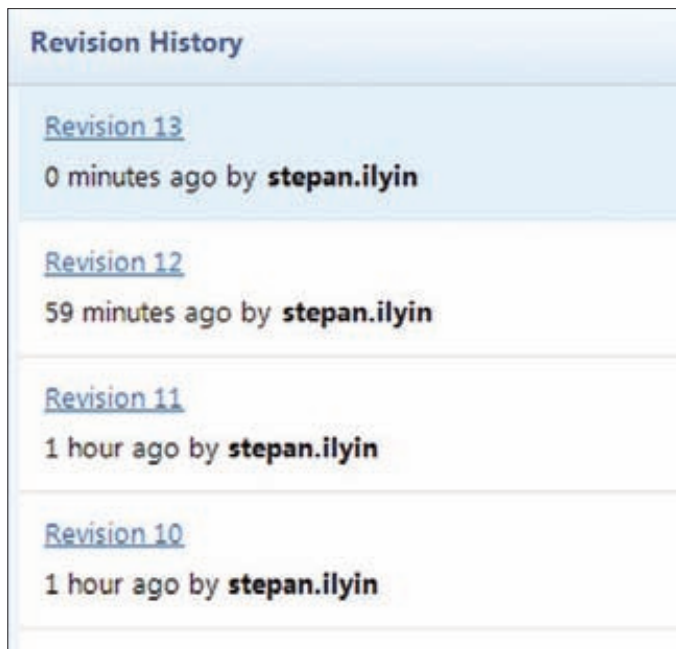 Revision History
Revision 13
0 minutes ago by stepan.ilyin
Revision 12
59 minutes ago by stepan.ilyin
Revision 11
1 hour ago by stepan.ilyin
Revision 10
1 hour ago by stepan.ilyin